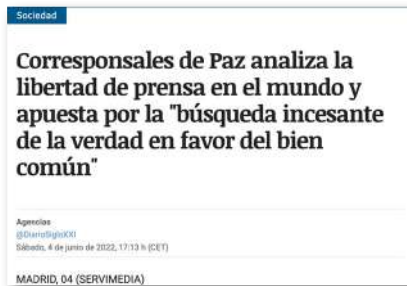 Sociedad
Corresponsales de Paz analiza la
libertad de prensa en el mundo y
apuesta por la "búsqueda incesante
de la verdad en favor del bien
común"
Agencias
@DiarioSigloXXI
Sábado, 4 de junio de 2022, 17:13 h (CET)
MADRID, 04 (SERVIMEDIA)